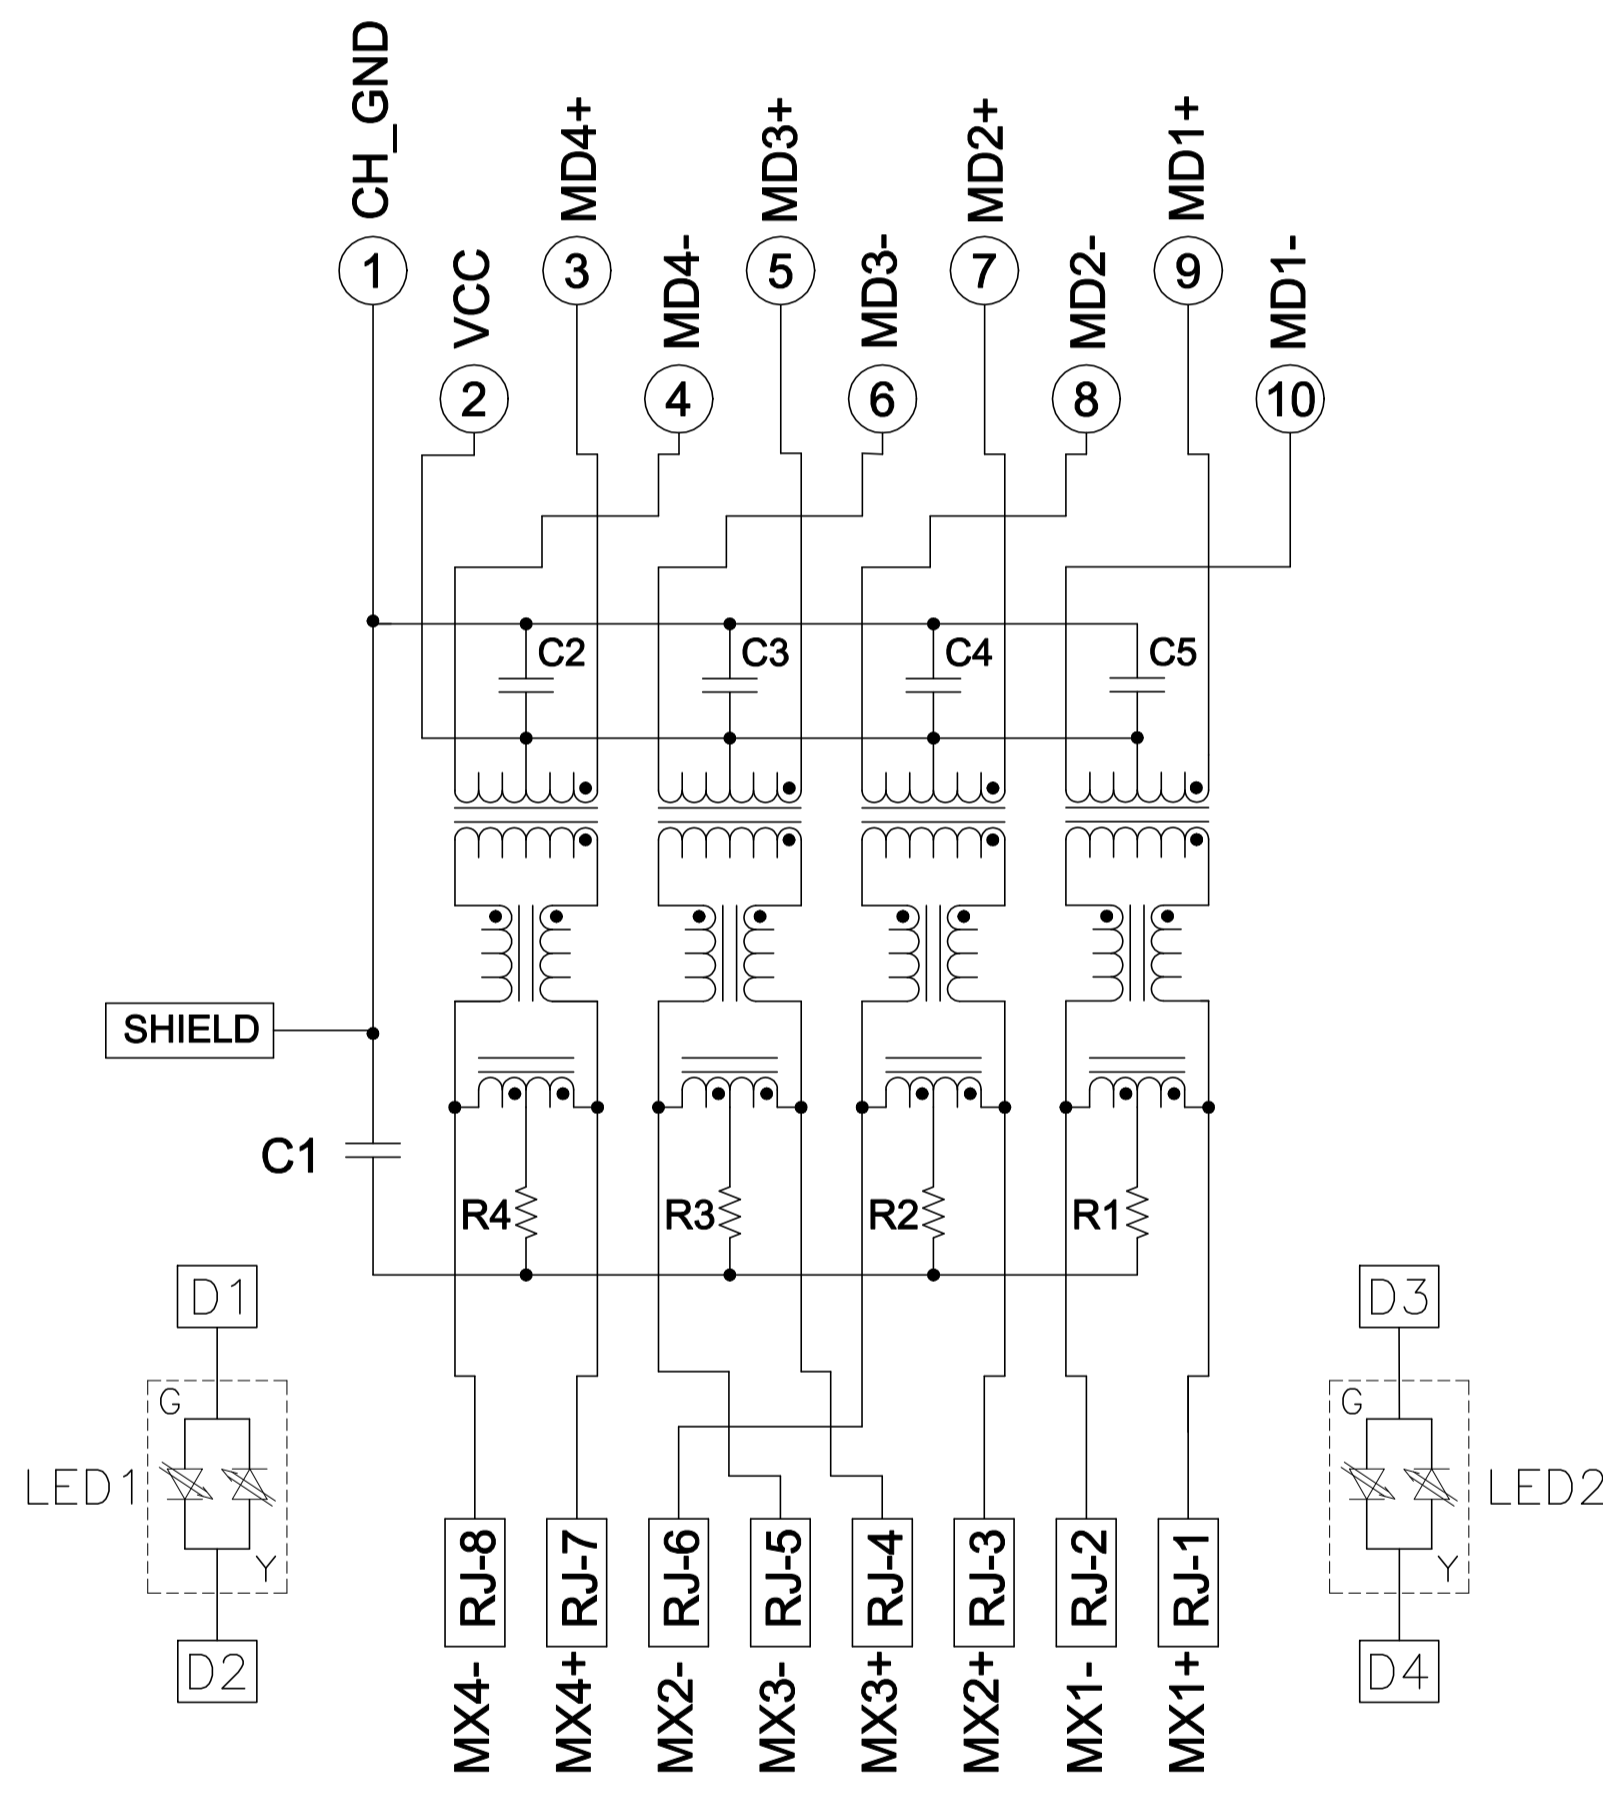 CH_GND
MD4+
MD3+
MD2+
MD1+
1
3
5
7
9
VCC
MD4-
MD3-
MD2-
MD1-
2
4
6
8
10
C2
C3
C4
C5
SHIELD
C1
R4
R3
R2
R1
D1
D3
G
G
LED1
LED2
Y
Y
D2
D4
RJ-8
RJ-7
RJ-6
RJ-5
RJ-4
RJ-3
RJ-2
RJ-1
MX4-
MX4+
MX2-
MX3-
MX3+
MX2+
MX1-
MX1+